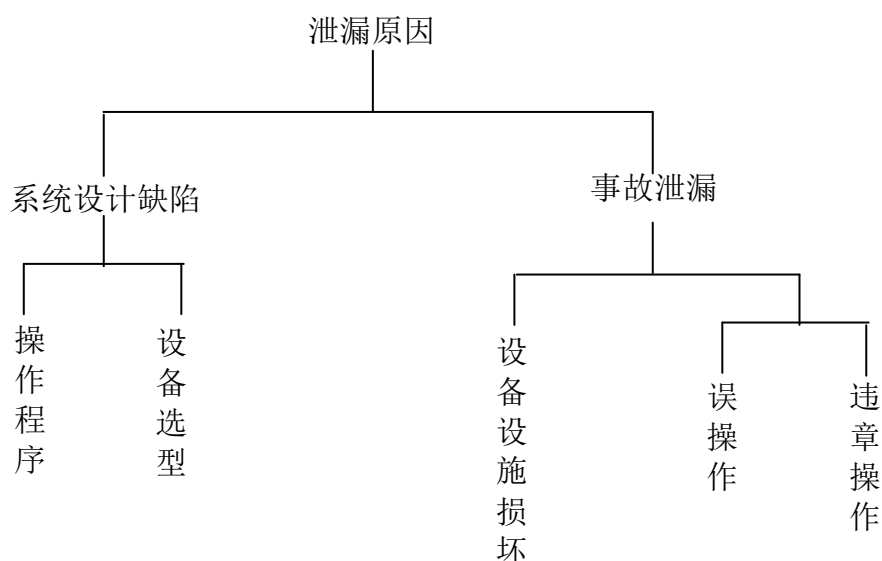 泄漏原因
系统设计缺陷
事故泄漏
操作程序
设备选型
设备设施损坏
误操作
违章操作